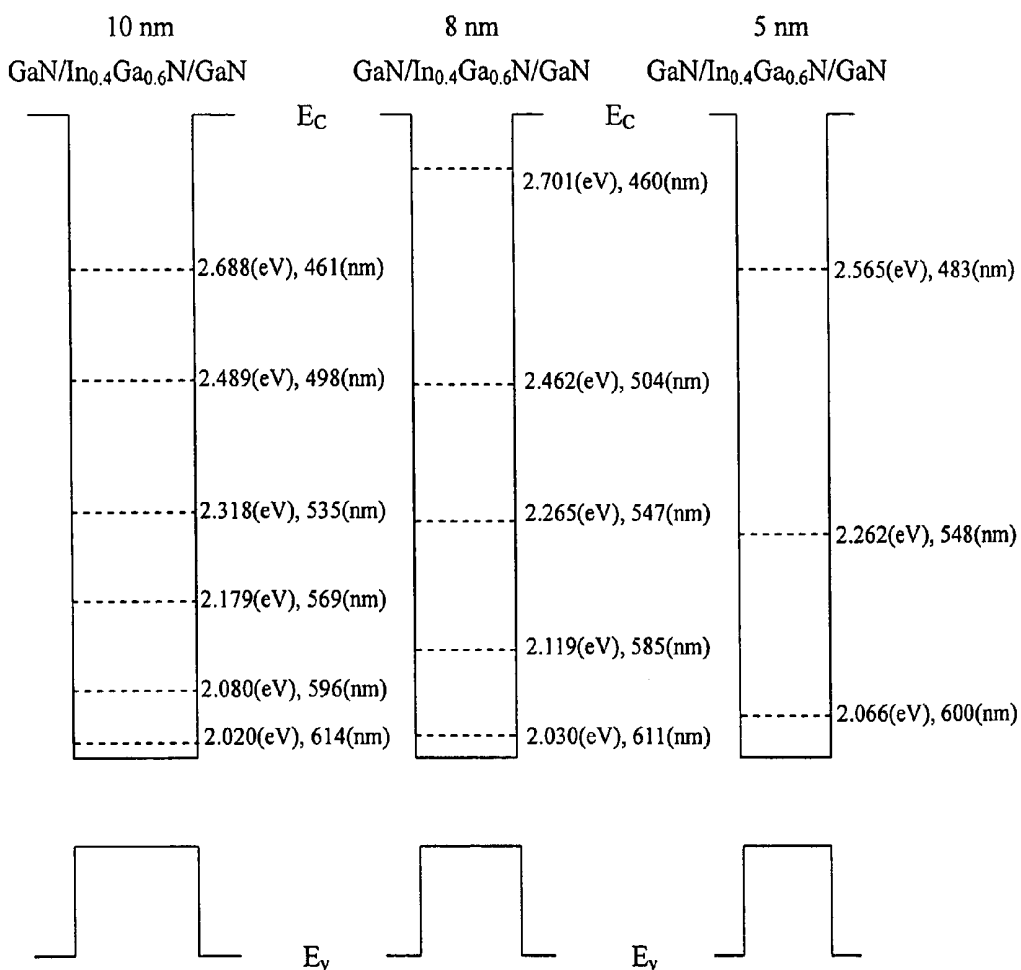 10 nm
8 nm
5 nm
GaN/In₀.₄Ga₀.₆N/GaN
GaN/In₀.₄Ga₀.₆N/GaN
GaN/In₀.₄Ga₀.₆N/GaN
E_C
E_C
2.688(eV), 461(nm)
2.489(eV), 498(nm)
2.318(eV), 535(nm)
2.179(eV), 569(nm)
2.080(eV), 596(nm)
2.020(eV), 614(nm)
2.701(eV), 460(nm)
2.462(eV), 504(nm)
2.265(eV), 547(nm)
2.119(eV), 585(nm)
2.030(eV), 611(nm)
2.565(eV), 483(nm)
2.262(eV), 548(nm)
2.066(eV), 600(nm)
E_v
E_v